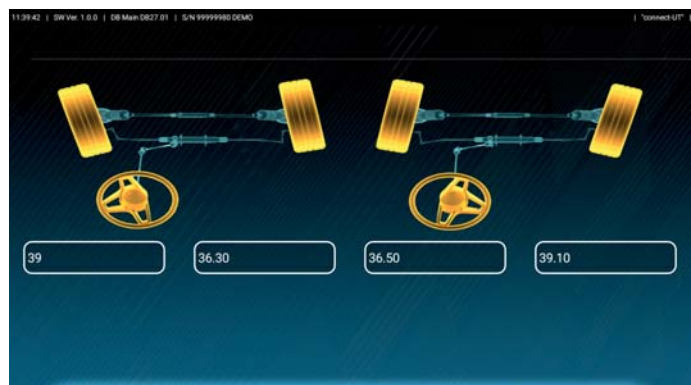 11:39:42 | SW Ver. 1.0.0 | DB Main DB27.01 | S/N 99999980 DEMO | "connect-UT" |
39 36.30 36.50 39.10